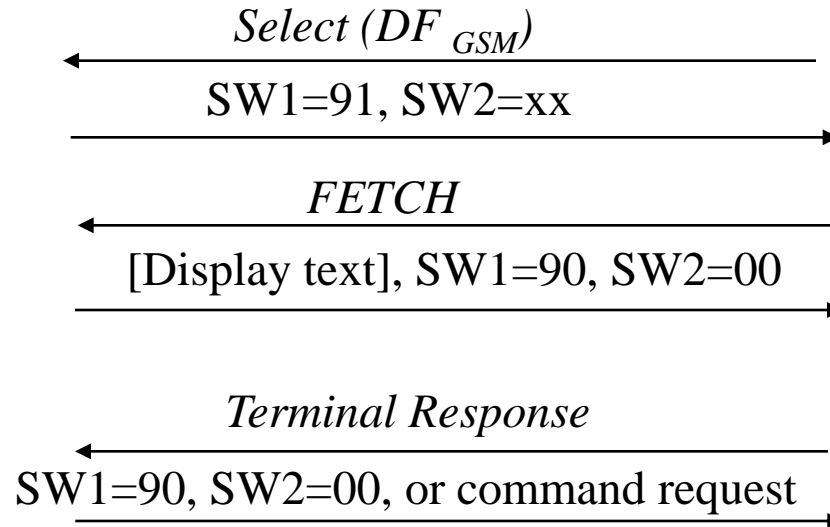 Select (DF GSM)
SW1=91, SW2=xx
FETCH
[Display text], SW1=90, SW2=00
Terminal Response
SW1=90, SW2=00, or command request